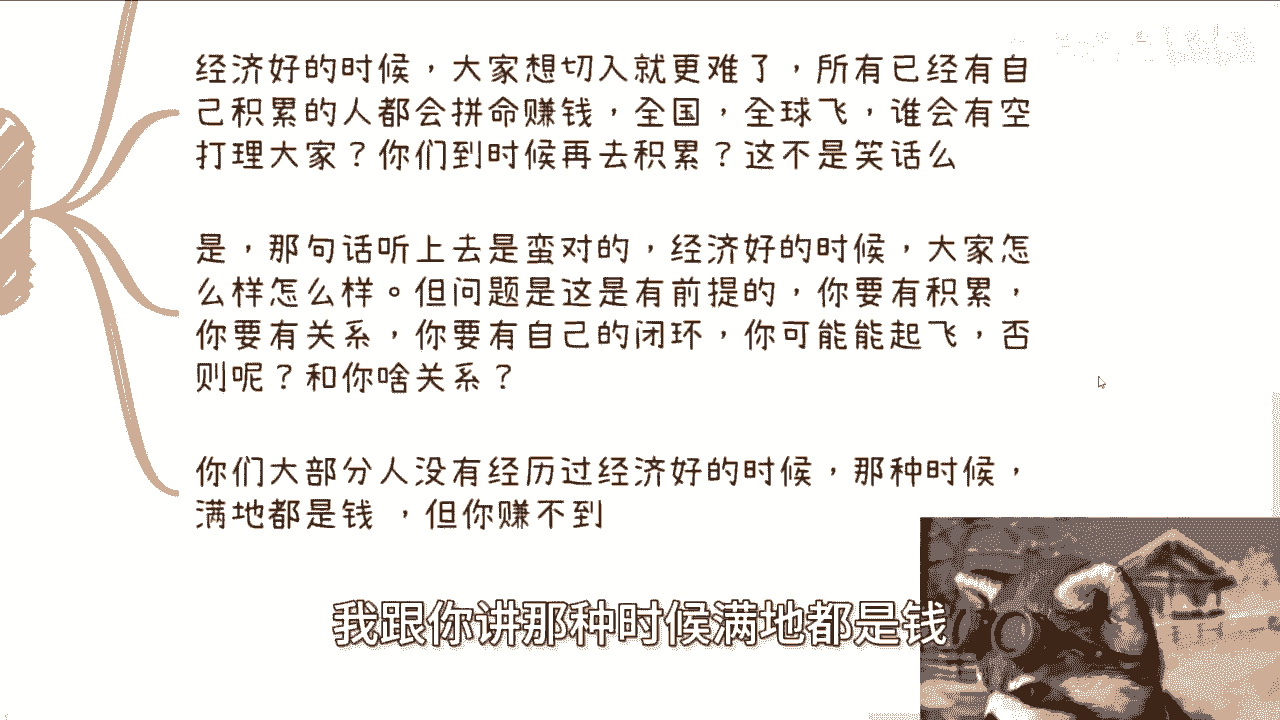 经济好的时候，大家想切入就更难了，所有已经有自
己积累的人都会拼命赚钱，全国，全球飞，谁会有空
打理大家？你们到时候再去积累？这不是笑话么
是，那句话听上去是蛮对的，经济好的时候，大家怎
么样怎么样。但问题是这是有前提的，你要有积累，
你要有关系，你要有自己的闭环，你可能能起飞，否
则呢？和你啥关系？
你们大部分人没有经历过经济好的时候，那种时候，
满地都是钱 ，但你赚不到
我跟你讲那种时候满地都是钱